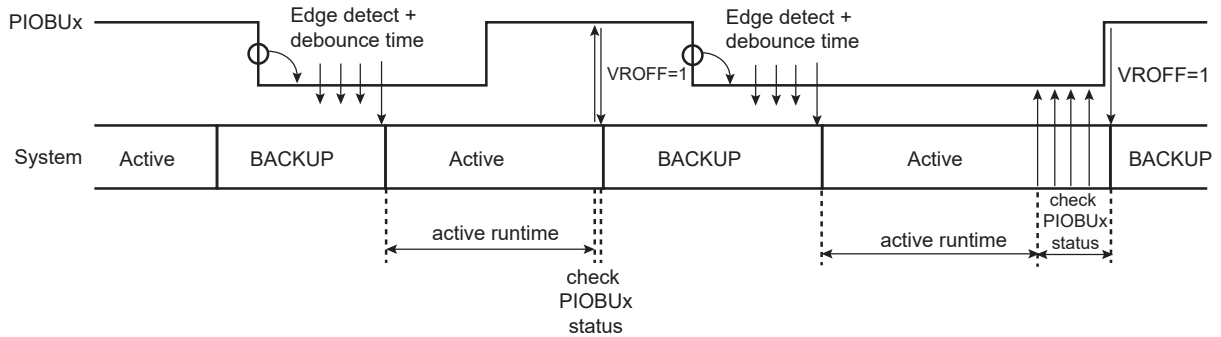 PIOBUx
Edge detect +
debounce time
VROFF=1
Edge detect +
debounce time
VROFF=1
System
Active
BACKUP
Active
BACKUP
Active
BACKUP
active runtime
check
PIOBUx
status
active runtime
check
PIOBUx
status